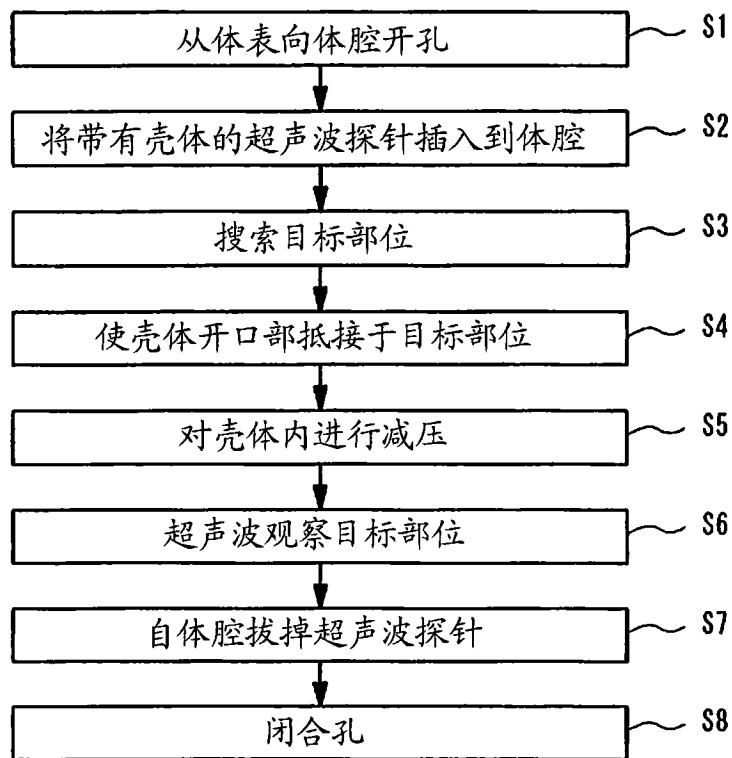 从体表向体腔开孔 S1
将带有壳体的超声波探针插入到体腔 S2
搜索目标部位 S3
使壳体开口部抵接于目标部位 S4
对壳体内进行减压 S5
超声波观察目标部位 S6
自体腔拔掉超声波探针 S7
闭合孔 S8